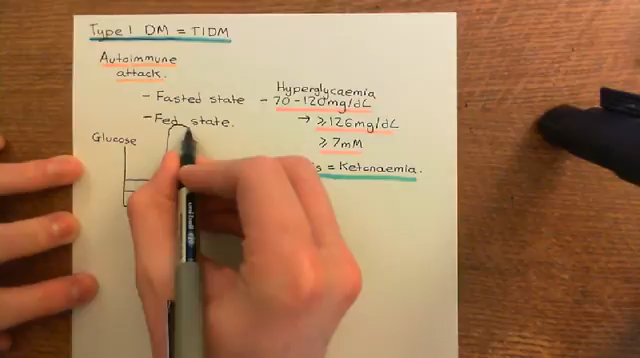 Type 1 DM = T1DM
Autoimmune
attack.
Hyperglycaemia
- Fasted state - 70-120mg/dL
- Fed state.
→ ≥126mg/dL
Glucose
≥ 7mM
= Ketonaemia.